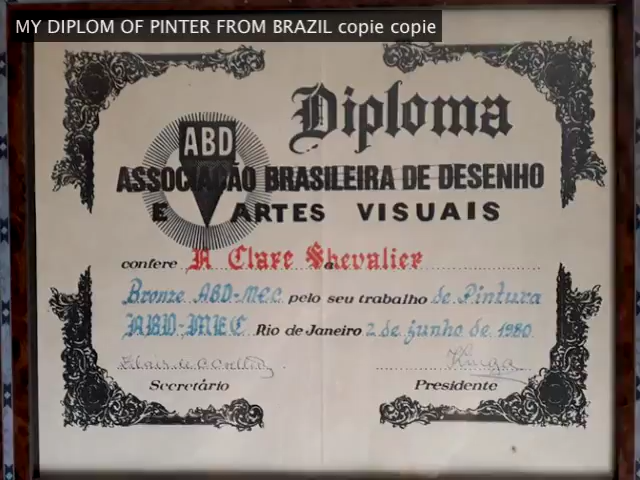 MY DIPLOM OF PINTER FROM BRAZIL copie copie
Diploma
ABD
ASSOCIAÇÃO BRASILEIRA DE DESENHO
E ARTES VISUAIS
confere A Clare Shevalier a
Bronze ABD-MEC pelo seu trabalho de Pintura
ABD-MEC Rio de Janeiro 2 de junho de 1980
Secretário Presidente